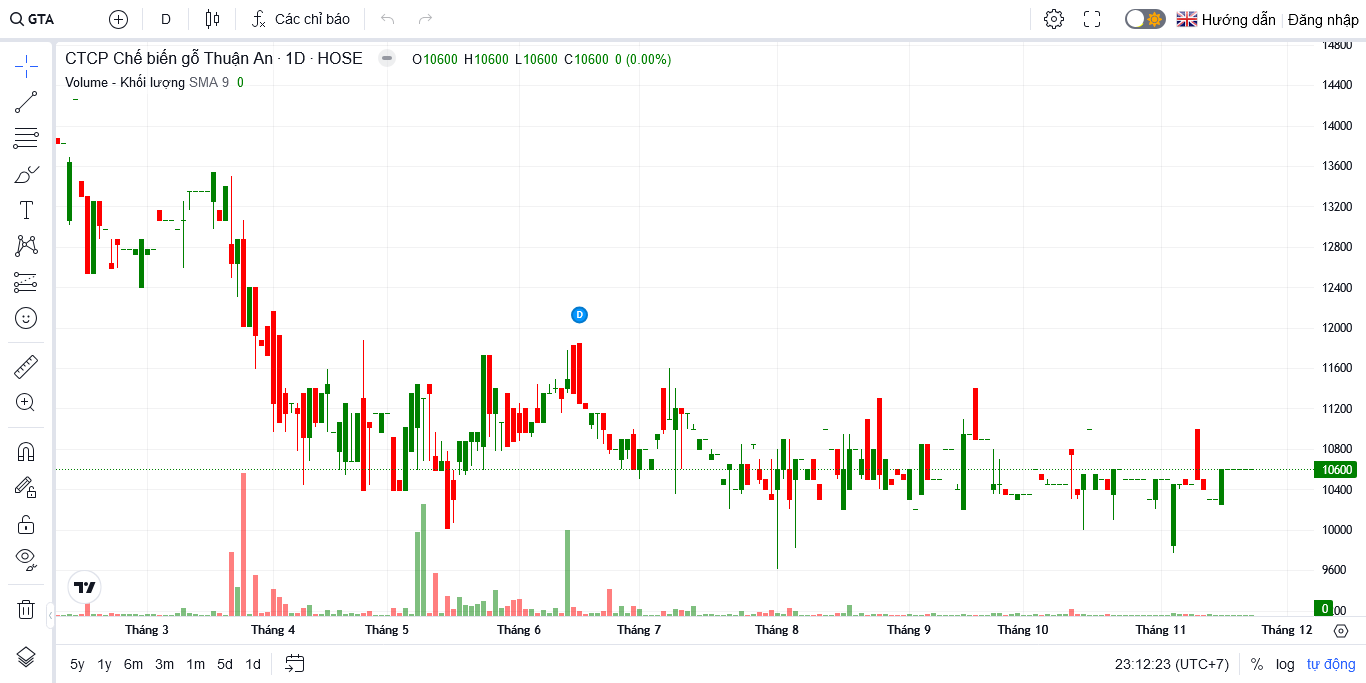 GTA D Các chỉ báo Hướng dẫn Đăng nhập
CTCP Chế biến gỗ Thuận An · 1D · HOSE O10600 H10600 L10600 C10600 0 (0.00%)
Volume - Khối lượng SMA 9 0
14800
14400
14000
13600
13200
12800
12400
12000
D
11600
11200
10800
10600
10400
10000
9600
0
00
Tháng 3 Tháng 4 Tháng 5 Tháng 6 Tháng 7 Tháng 8 Tháng 9 Tháng 10 Tháng 11 Tháng 12
5y 1y 6m 3m 1m 5d 1d 23:12:23 (UTC+7) % log tự động